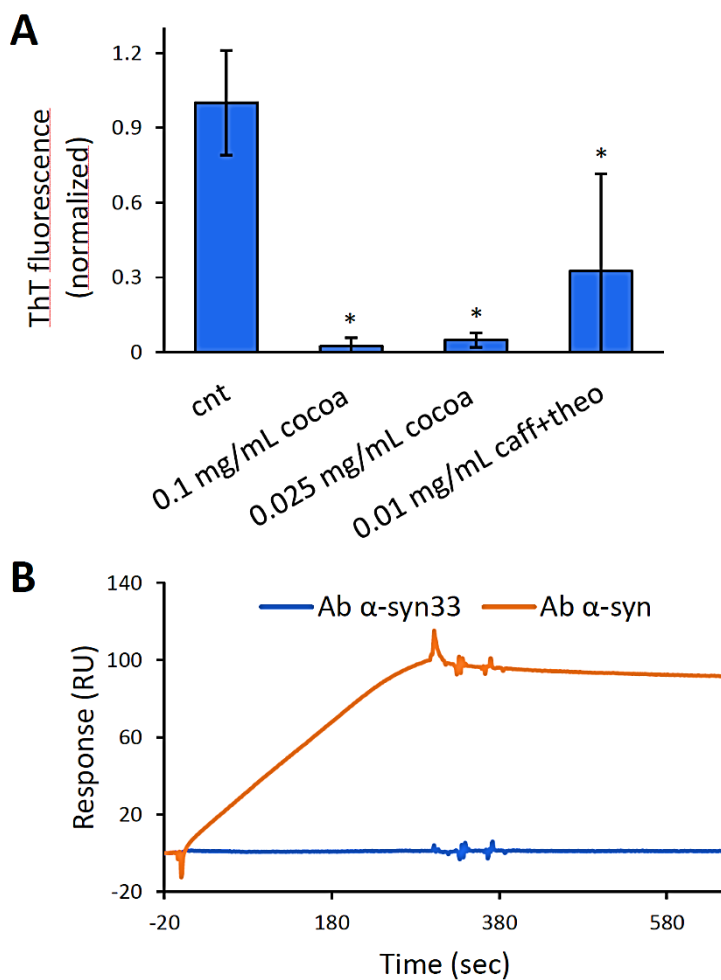 A
ThT fluorescence
(normalized)
1.2
0.9
0.6
0.3
0
*
*
*
cnt
0.1 mg/mL cocoa
0.025 mg/mL cocoa
0.01 mg/mL caff+theo
B
Response (RU)
140
100
60
20
-20
Ab α-syn33
Ab α-syn
-20
180
380
580
Time (sec)